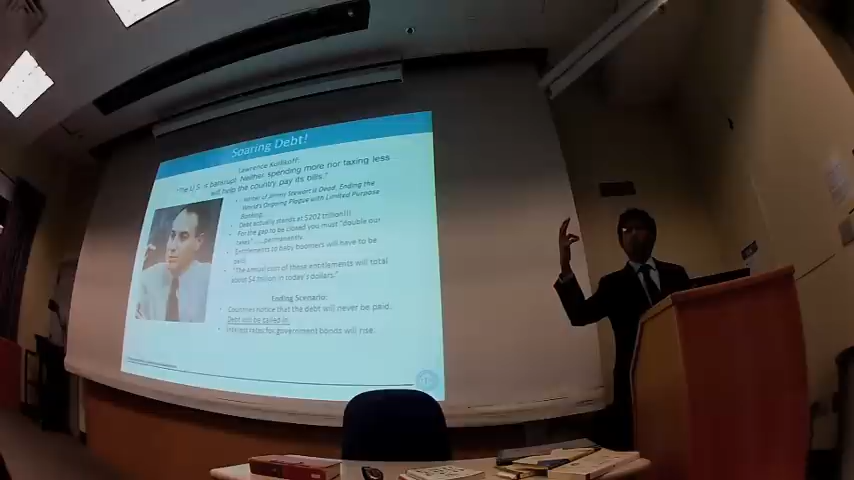 Soaring Debt!
Lawrence Kotlikoff:
"The U.S. is bankrupt. Neither spending more nor taxing less
will help the country pay its bills."
• Writer of Jimmy Stewart is Dead: Ending the
World's Ongoing Plague with Limited Purpose
Banking.
• Debt actually stands at $202 trillion!!!
• For the gap to be closed you must "double our
taxes"......permanently.
• Entitlements to baby boomers will have to be
paid.
• "The annual cost of these entitlements will total
about $4 trillion in today's dollars."
Ending Scenario:
• Countries notice that the debt will never be paid.
Debt will be called in.
• Interest rates for government bonds will rise.